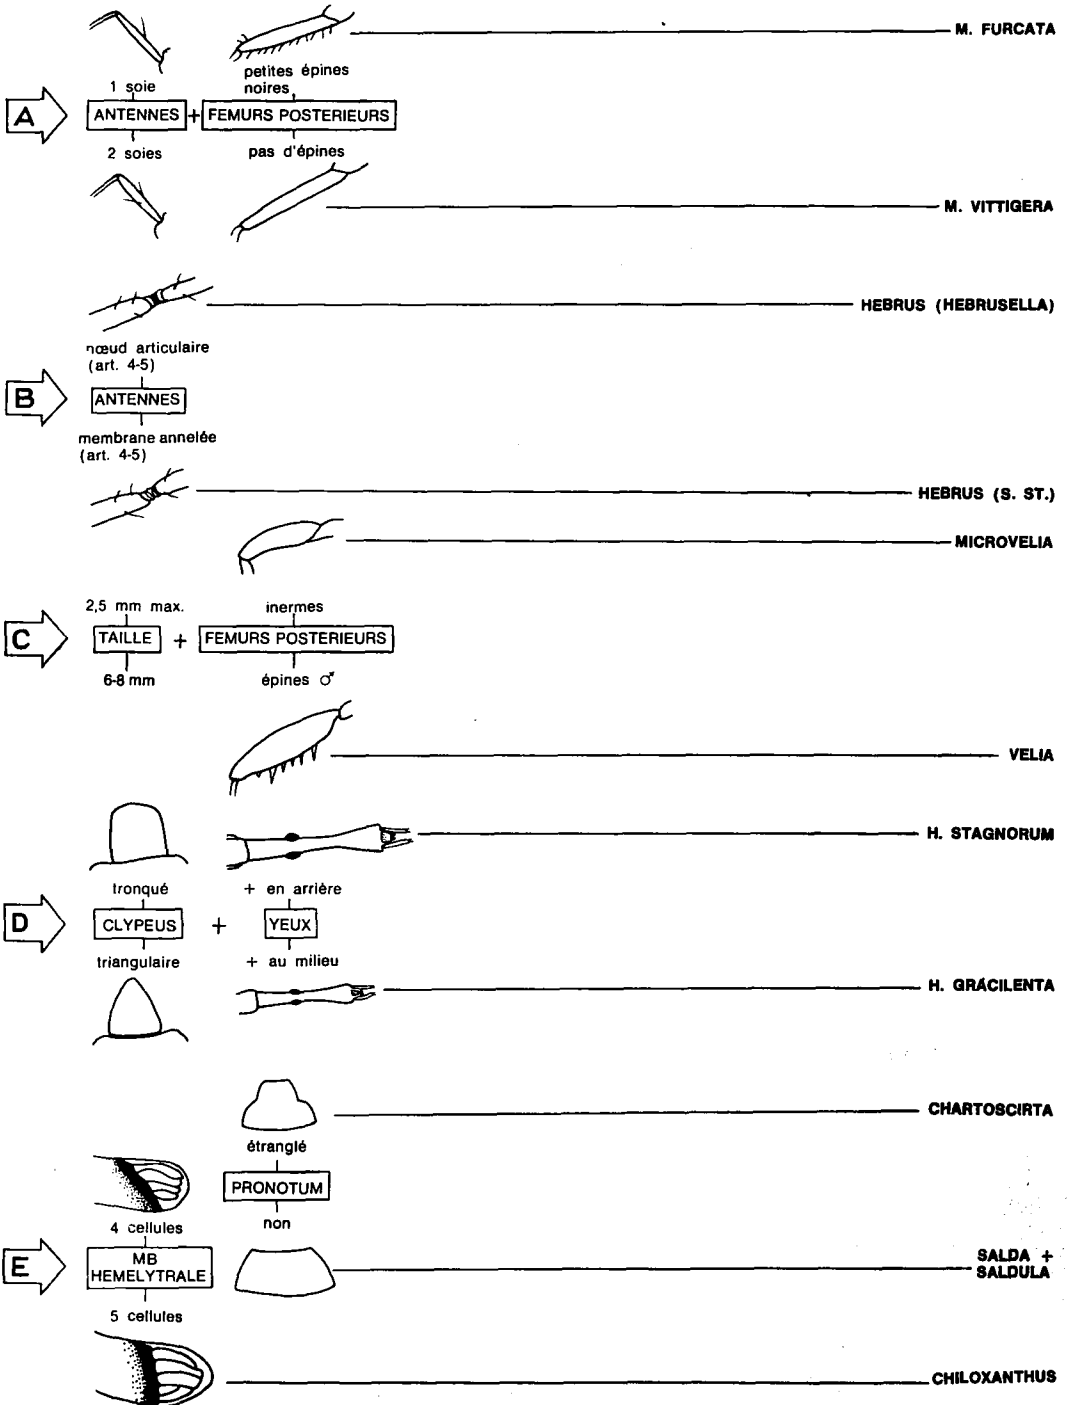 M. FURCATA
petites épines
noires
1 soie
A
ANTENNES + FEMURS POSTERIEURS
2 soies
pas d'épines
M. VITTIGERA
HEBRUS (HEBRUSELLA)
nœud articulaire
(art. 4-5)
B
ANTENNES
membrane annelée
(art. 4-5)
HEBRUS (S. ST.)
MICROVELIA
2,5 mm max.
inermes
C
TAILLE + FEMURS POSTERIEURS
6-8 mm
épines ♂
VELIA
H. STAGNORUM
tronqué
+ en arrière
D
CLYPEUS + YEUX
triangulaire
+ au milieu
H. GRACILENTA
CHARTOSCIRTA
étranglé
PRONOTUM
non
4 cellules
E
MB
HEMELYTRALE
SALDA +
SALDULA
5 cellules
CHILOXANTHUS